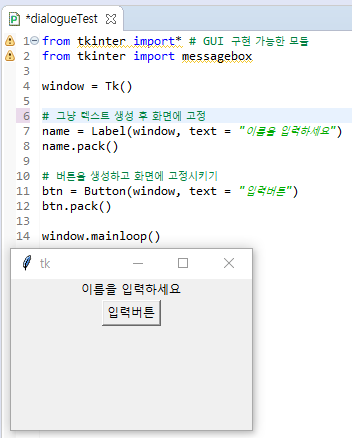 *dialogueTest
1 from tkinter import* # GUI 구현 가능한 모듈
2 from tkinter import messagebox
3
4 window = Tk()
5
6 # 그냥 텍스트 생성 후 화면에 고정
7 name = Label(window, text = "이름을 입력하세요")
8 name.pack()
9
10 # 버튼을 생성하고 화면에 고정시키기
11 btn = Button(window, text = "입력버튼")
12 btn.pack()
13
14 window.mainloop()
tk
이름을 입력하세요
입력버튼